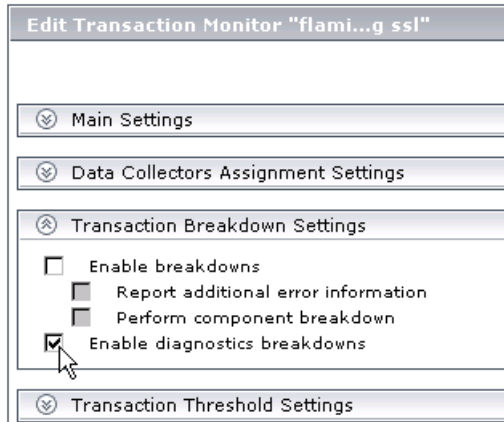 Edit Transaction Monitor "flami...g ssl"
Main Settings
Data Collectors Assignment Settings
Transaction Breakdown Settings
Enable breakdowns
Report additional error information
Perform component breakdown
Enable diagnostics breakdowns
Transaction Threshold Settings